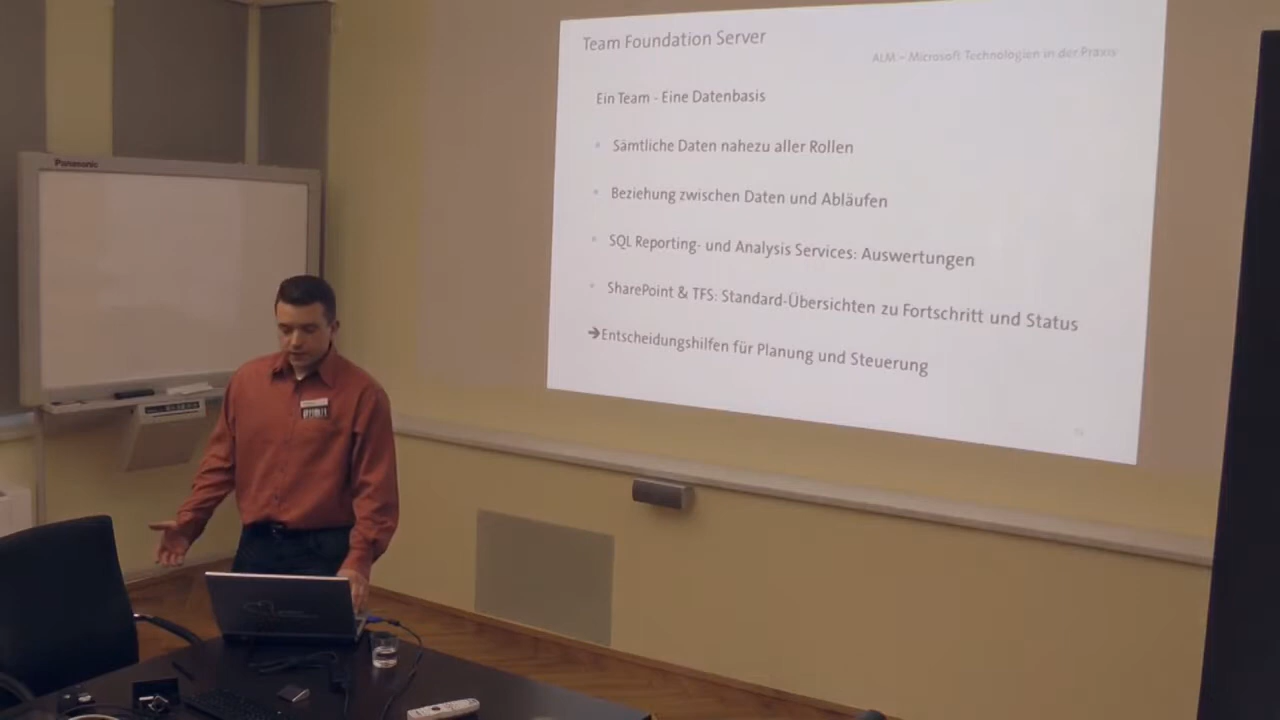 Team Foundation Server
ALM – Microsoft Technologien in der Praxis
Ein Team - Eine Datenbasis
Sämtliche Daten nahezu aller Rollen
Beziehung zwischen Daten und Abläufen
SQL Reporting- und Analysis Services: Auswertungen
SharePoint & TFS: Standard-Übersichten zu Fortschritt und Status
➔Entscheidungshilfen für Planung und Steuerung
Panasonic